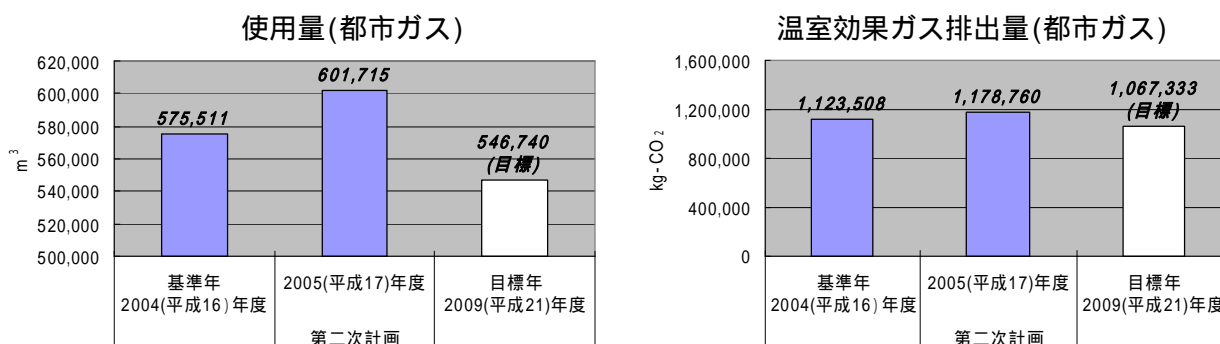 使用量(都市ガス)
620,000
600,000
580,000
560,000
540,000
520,000
500,000
m³
575,511
601,715
546,740
(目標)
基準年
2004(平成16)年度
2005(平成17)年度
目標年
2009(平成21)年度
第二次計画
温室効果ガス排出量(都市ガス)
1,600,000
1,200,000
800,000
400,000
0
kg-CO₂
1,123,508
1,178,760
1,067,333
(目標)
基準年
2004(平成16)年度
2005(平成17)年度
目標年
2009(平成21)年度
第二次計画